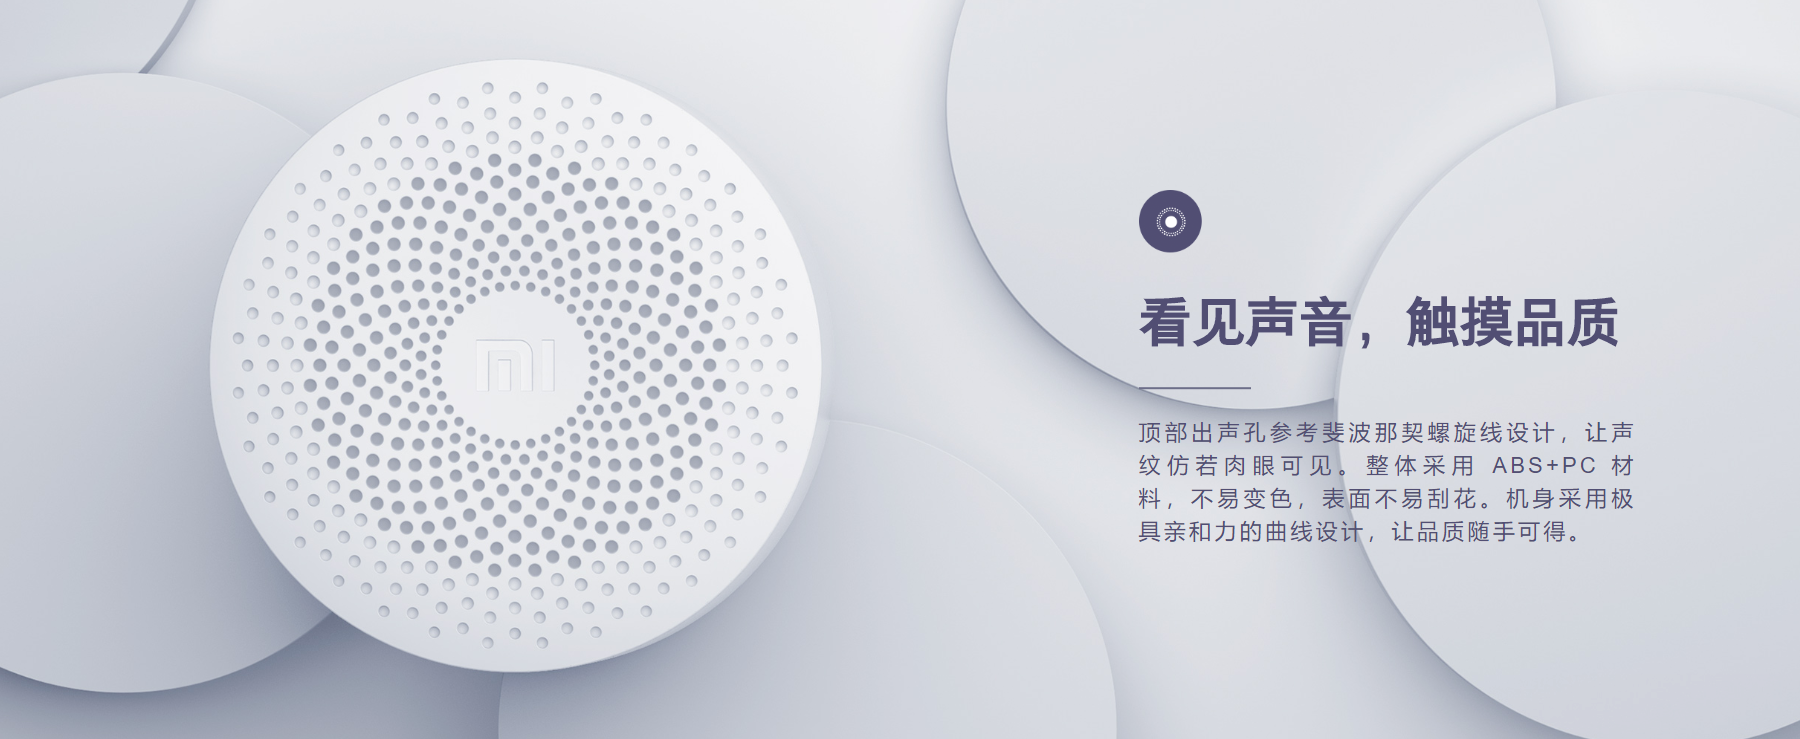 mi
看见声音，触摸品质
顶部出声孔参考斐波那契螺旋线设计，让声
纹仿若肉眼可见。整体采用 ABS+PC 材
料，不易变色，表面不易刮花。机身采用极
具亲和力的曲线设计，让品质随手可得。